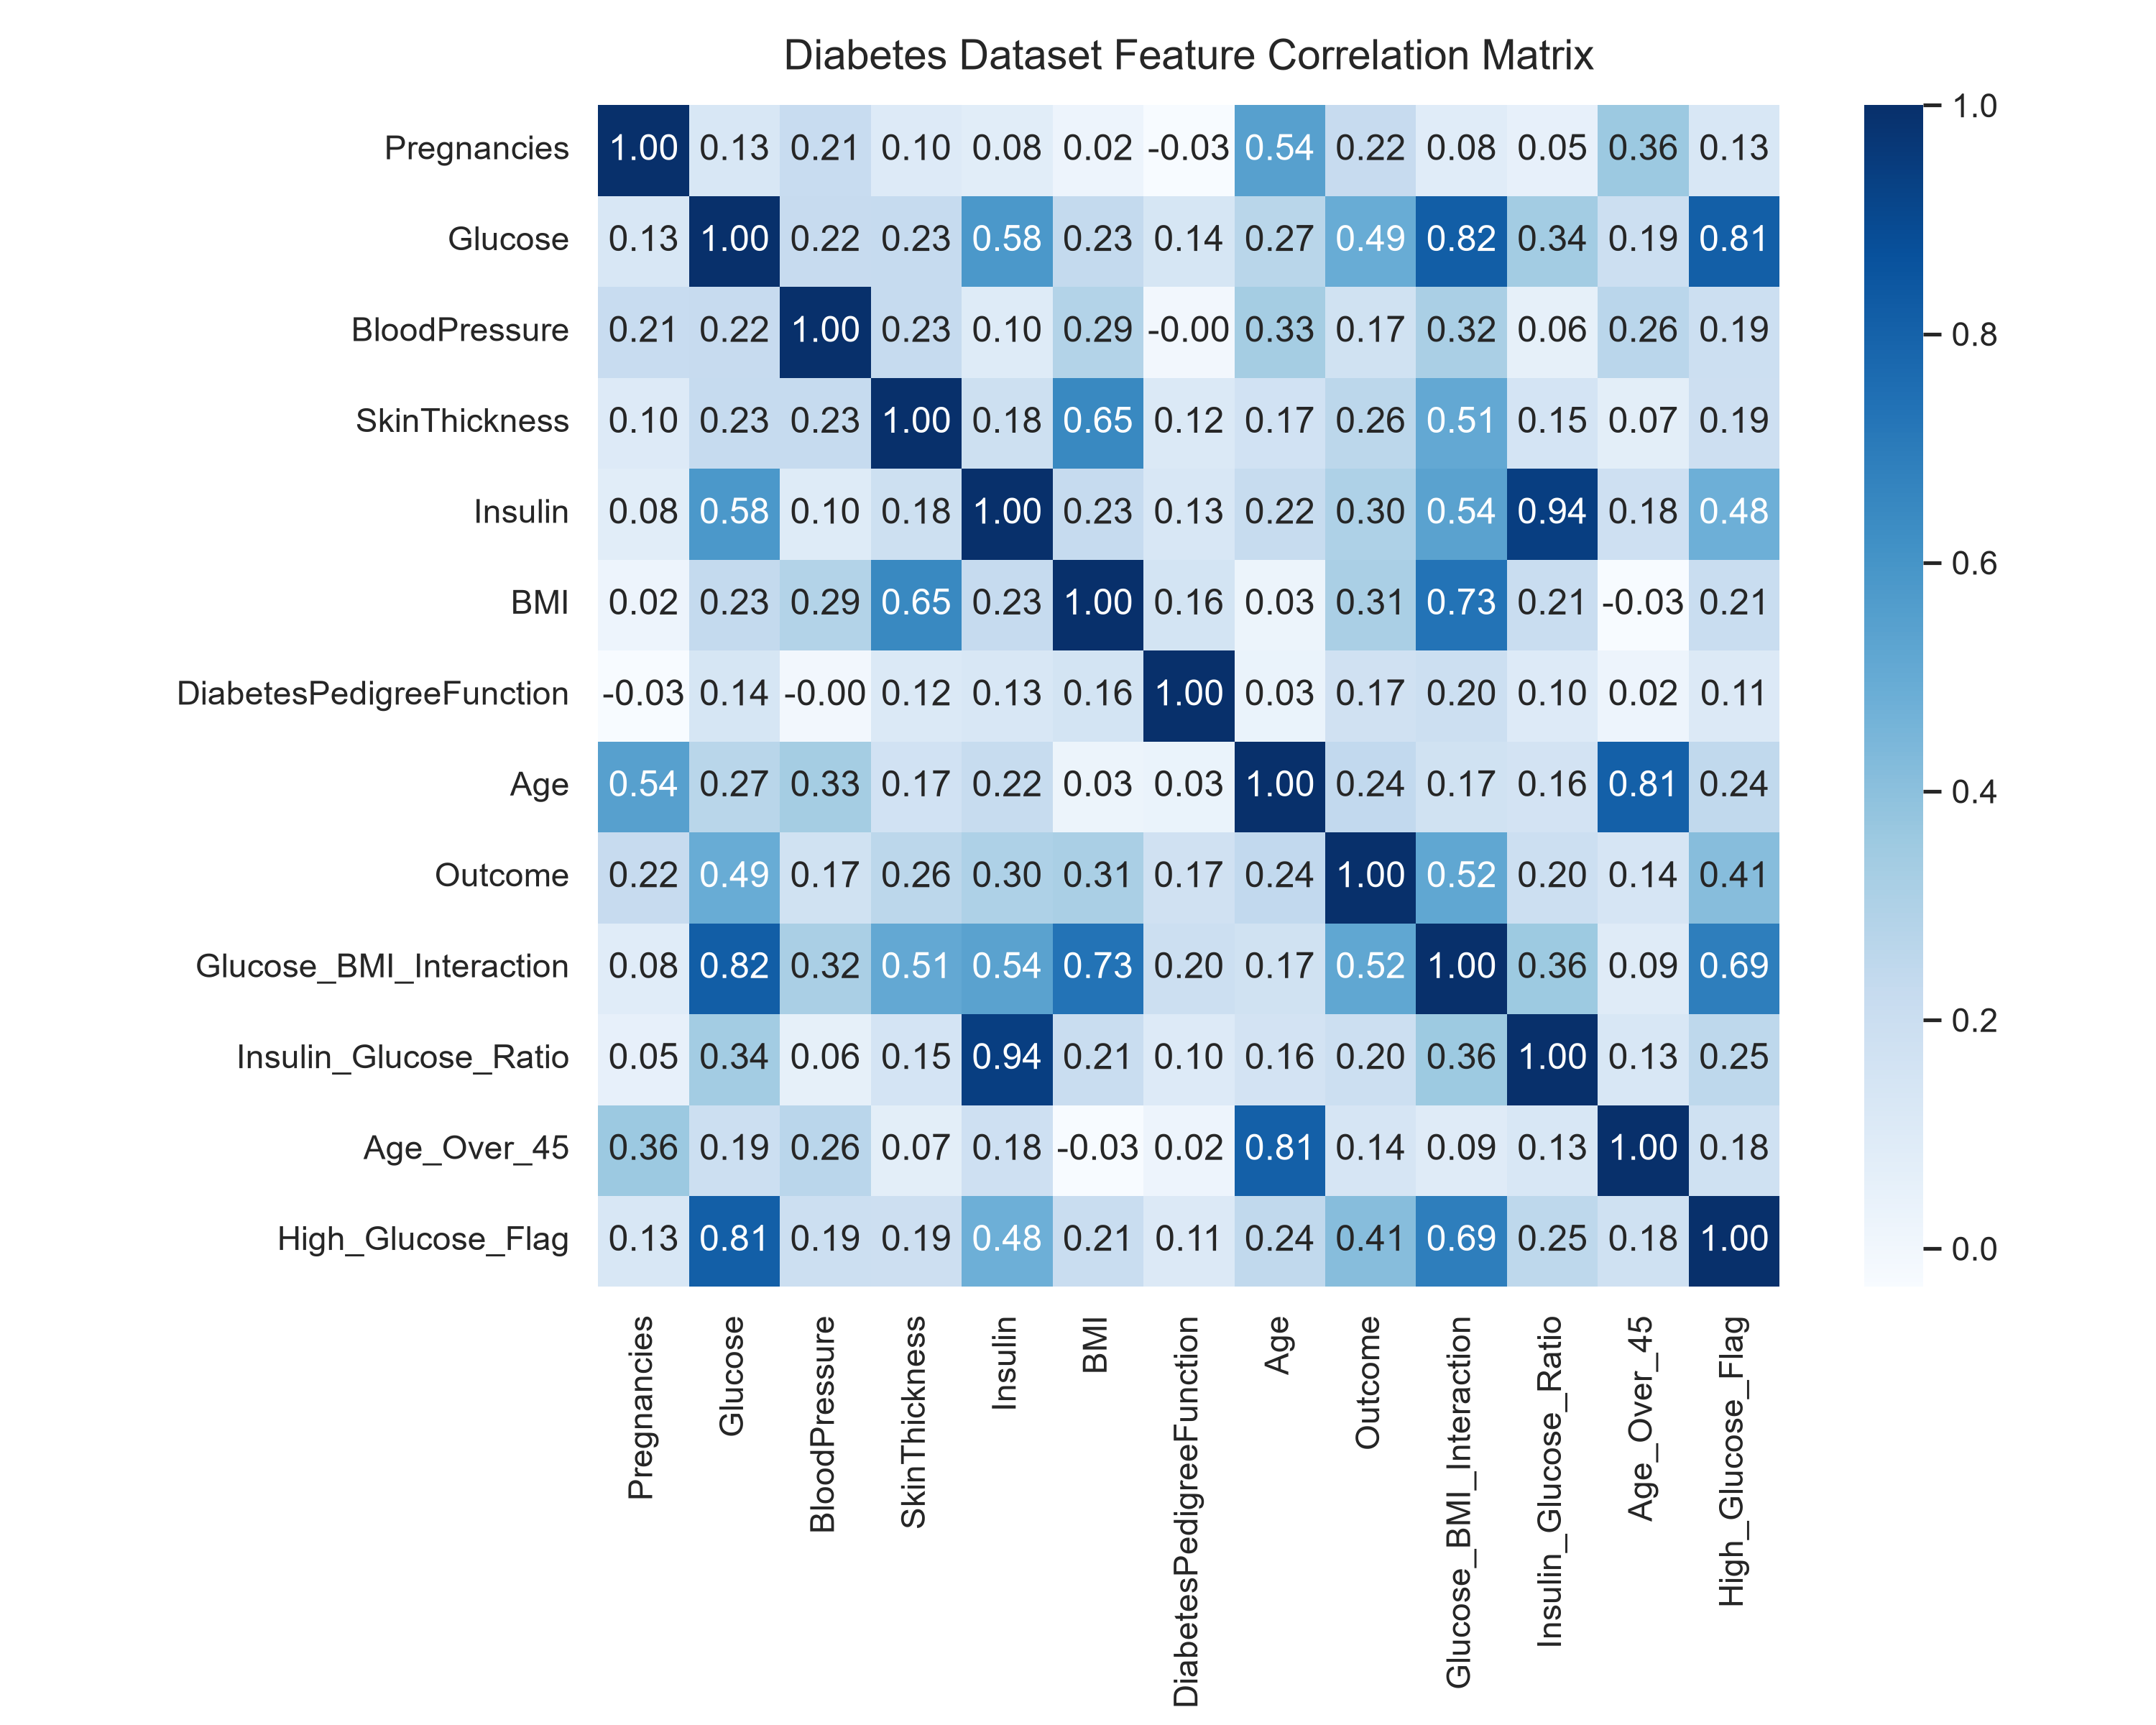 Diabetes Dataset Feature Correlation Matrix
Pregnancies 1.00 0.13 0.21 0.10 0.08 0.02 -0.03 0.54 0.22 0.08 0.05 0.36 0.13
Glucose 0.13 1.00 0.22 0.23 0.58 0.23 0.14 0.27 0.49 0.82 0.34 0.19 0.81
BloodPressure 0.21 0.22 1.00 0.23 0.10 0.29 -0.00 0.33 0.17 0.32 0.06 0.26 0.19
SkinThickness 0.10 0.23 0.23 1.00 0.18 0.65 0.12 0.17 0.26 0.51 0.15 0.07 0.19
Insulin 0.08 0.58 0.10 0.18 1.00 0.23 0.13 0.22 0.30 0.54 0.94 0.18 0.48
BMI 0.02 0.23 0.29 0.65 0.23 1.00 0.16 0.03 0.31 0.73 0.21 -0.03 0.21
DiabetesPedigreeFunction -0.03 0.14 -0.00 0.12 0.13 0.16 1.00 0.03 0.17 0.20 0.10 0.02 0.11
Age 0.54 0.27 0.33 0.17 0.22 0.03 0.03 1.00 0.24 0.17 0.16 0.81 0.24
Outcome 0.22 0.49 0.17 0.26 0.30 0.31 0.17 0.24 1.00 0.52 0.20 0.14 0.41
Glucose_BMI_Interaction 0.08 0.82 0.32 0.51 0.54 0.73 0.20 0.17 0.52 1.00 0.36 0.09 0.69
Insulin_Glucose_Ratio 0.05 0.34 0.06 0.15 0.94 0.21 0.10 0.16 0.20 0.36 1.00 0.13 0.25
Age_Over_45 0.36 0.19 0.26 0.07 0.18 -0.03 0.02 0.81 0.14 0.09 0.13 1.00 0.18
High_Glucose_Flag 0.13 0.81 0.19 0.19 0.48 0.21 0.11 0.24 0.41 0.69 0.25 0.18 1.00
Pregnancies
Glucose
BloodPressure
SkinThickness
Insulin
BMI
DiabetesPedigreeFunction
Age
Outcome
Glucose_BMI_Interaction
Insulin_Glucose_Ratio
Age_Over_45
High_Glucose_Flag
1.0
0.8
0.6
0.4
0.2
0.0